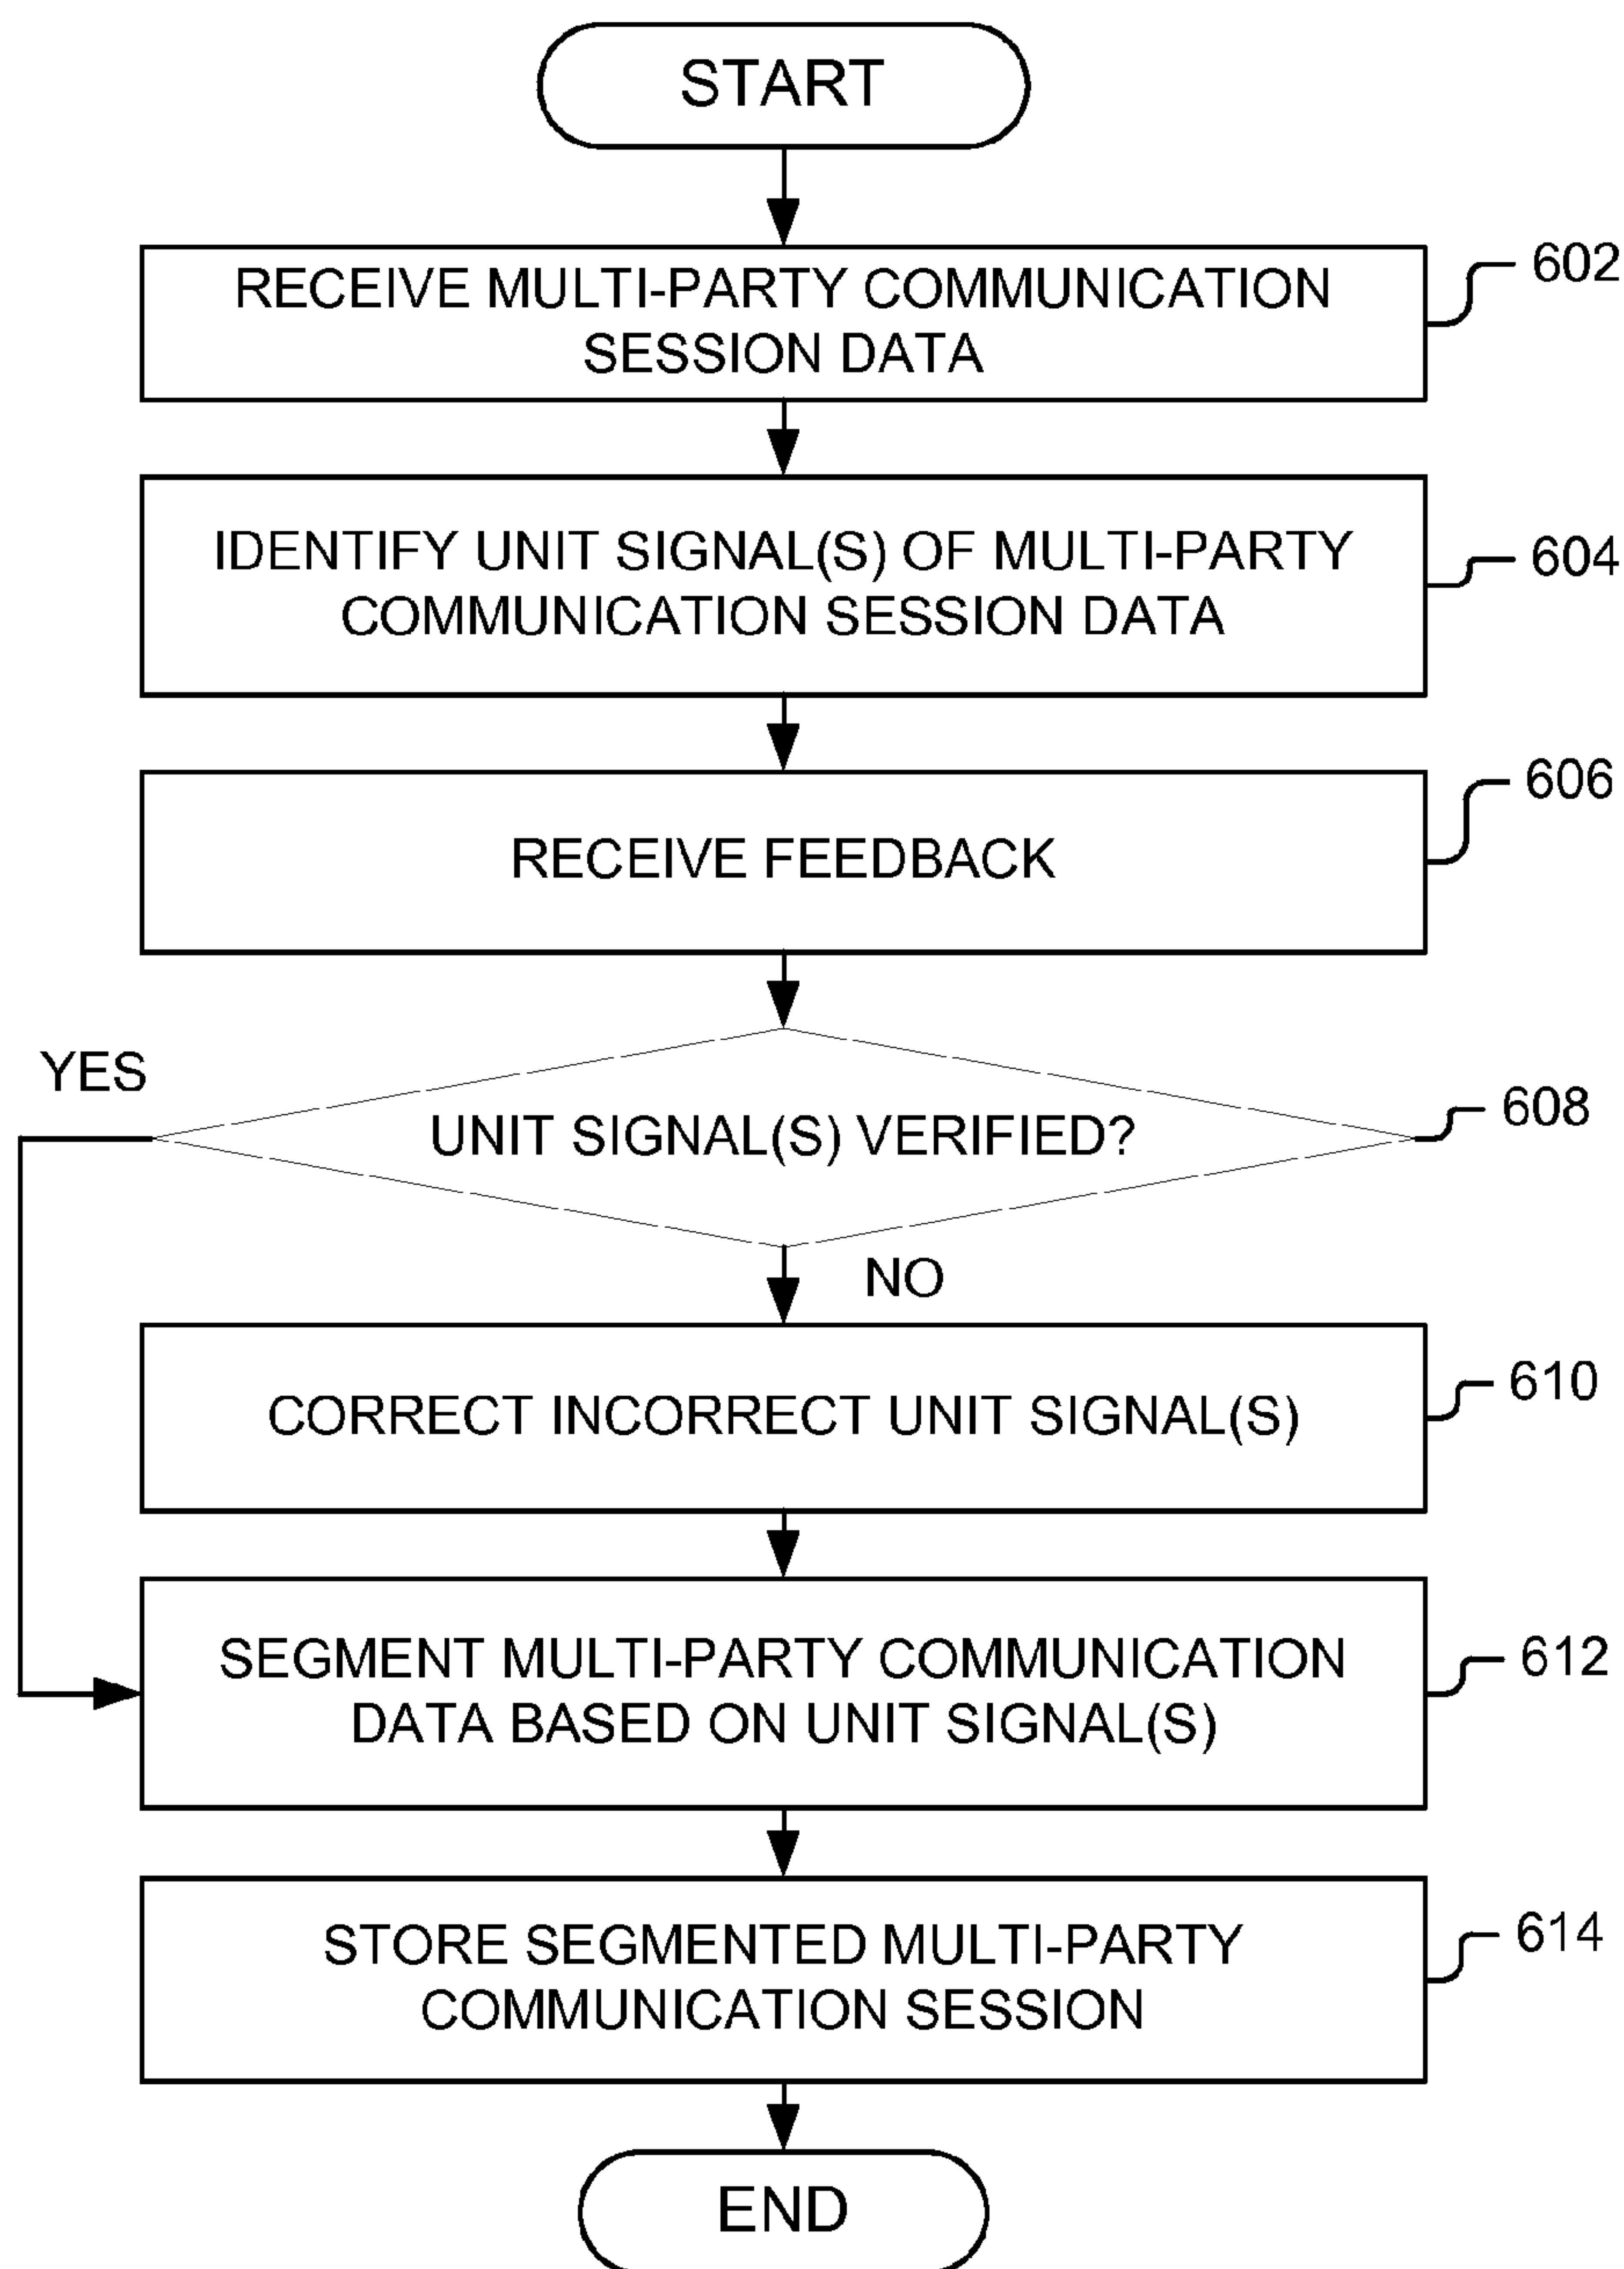 START
RECEIVE MULTI-PARTY COMMUNICATION
SESSION DATA
602
IDENTIFY UNIT SIGNAL(S) OF MULTI-PARTY
COMMUNICATION SESSION DATA
604
RECEIVE FEEDBACK
606
YES
UNIT SIGNAL(S) VERIFIED?
608
NO
CORRECT INCORRECT UNIT SIGNAL(S)
610
SEGMENT MULTI-PARTY COMMUNICATION
DATA BASED ON UNIT SIGNAL(S)
612
STORE SEGMENTED MULTI-PARTY
COMMUNICATION SESSION
614
END